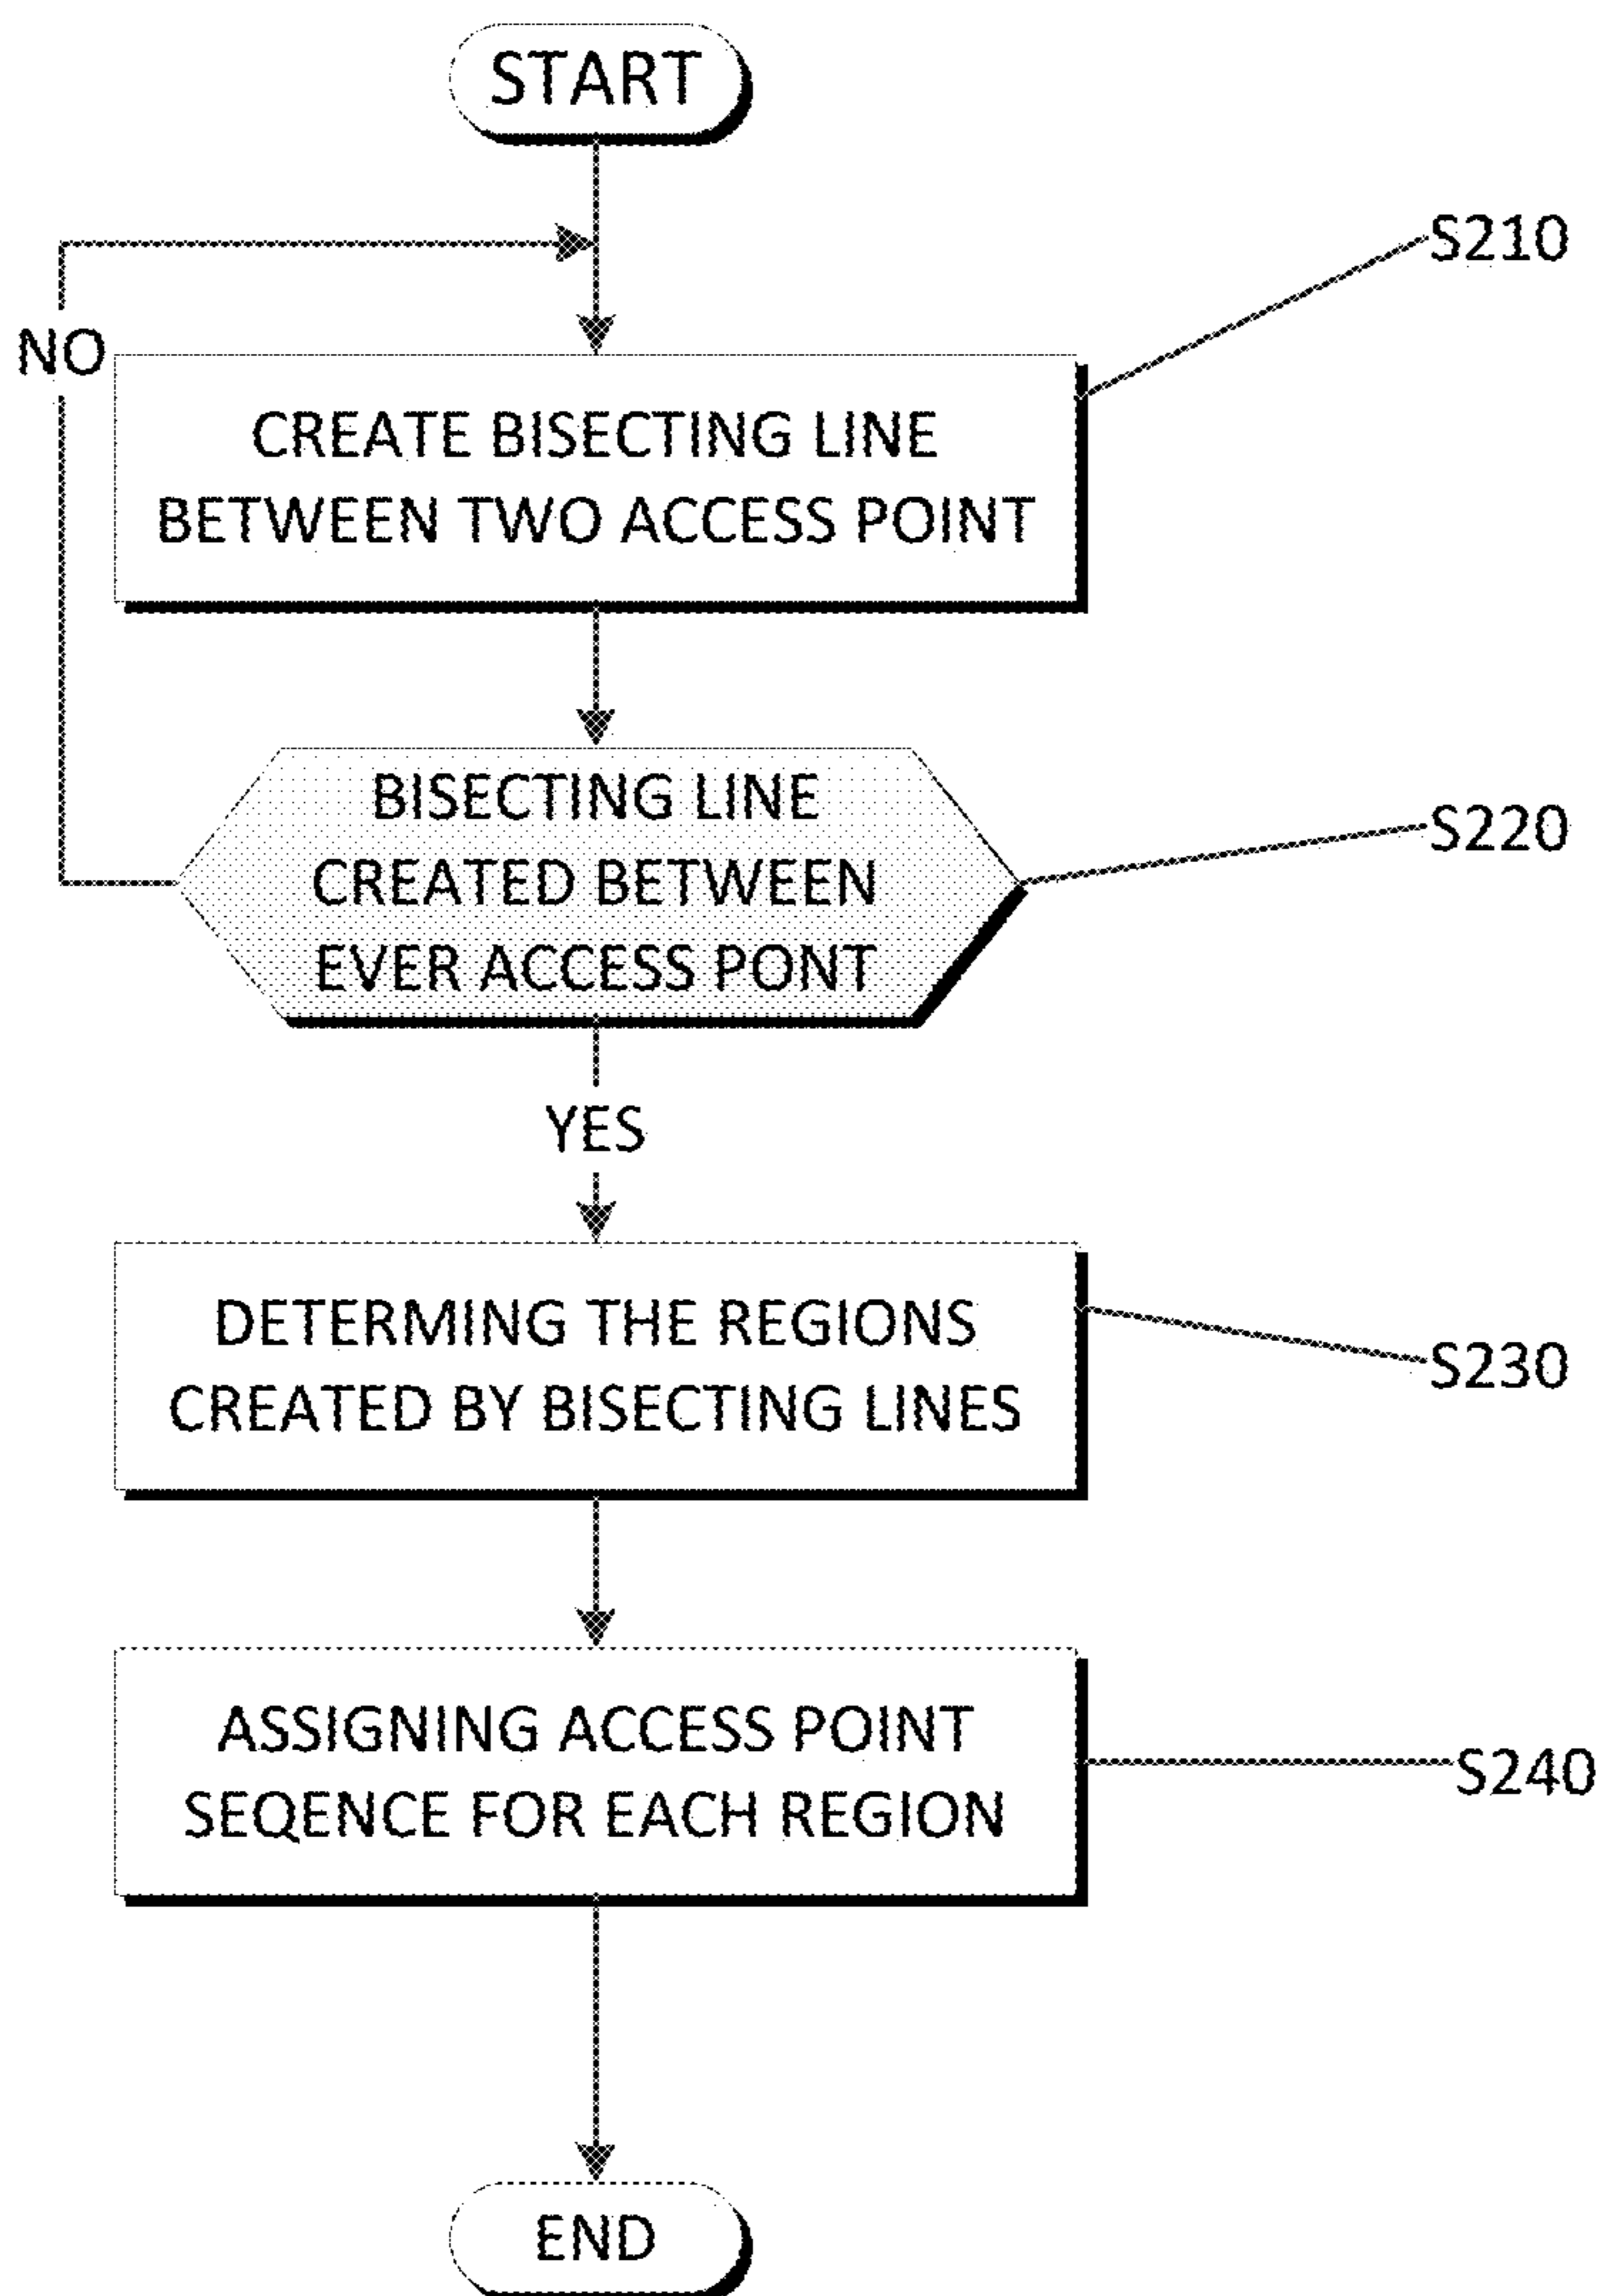 START
S210
NO
CREATE BISECTING LINE
BETWEEN TWO ACCESS POINT
BISECTING LINE
CREATED BETWEEN
EVER ACCESS PONT
S220
YES
DETERMING THE REGIONS
CREATED BY BISECTING LINES
S230
ASSIGNING ACCESS POINT
SEQENCE FOR EACH REGION
S240
END